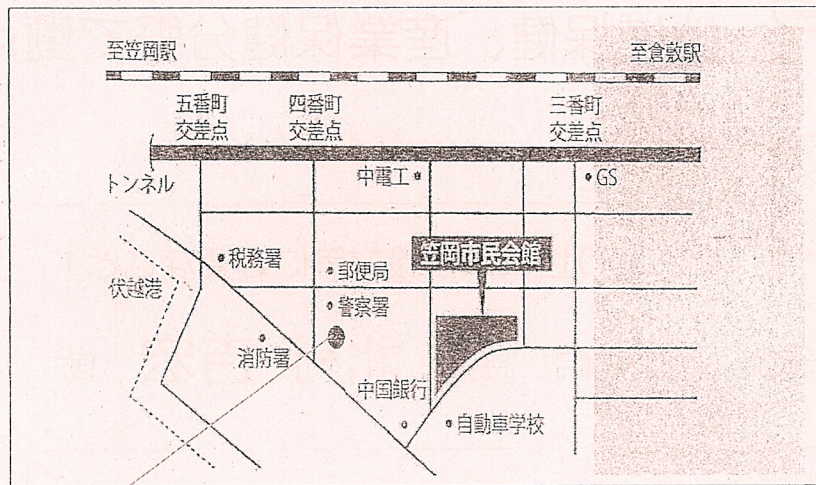 至笠岡駅
至倉敷駅
五番町
交差点
四番町
交差点
三番町
交差点
トンネル
中電工
GS
税務署
郵便局
笠岡市民会館
伏越港
警察署
消防署
中国銀行
自動車学校